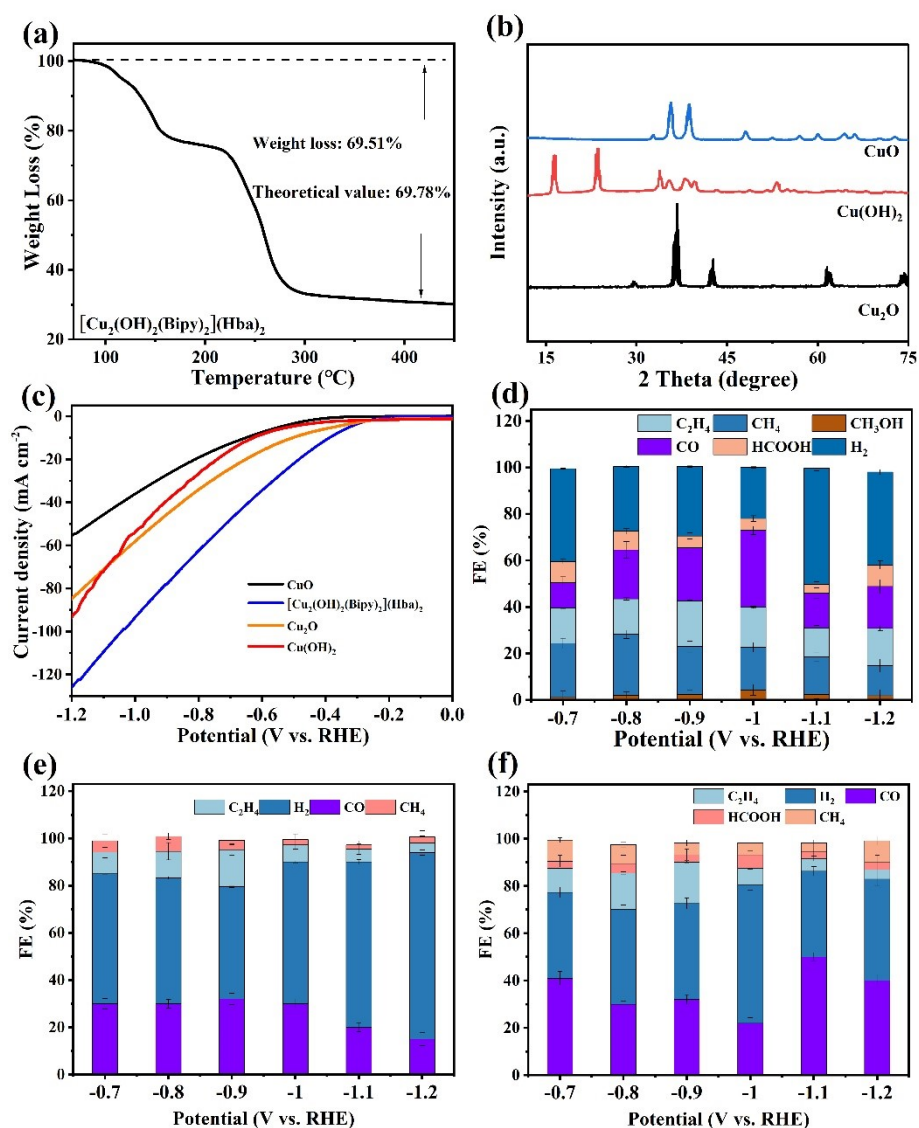 (a)
100
80
60
40
20
Weight Loss (%)
Weight loss: 69.51%
Theoretical value: 69.78%
[Cu₂(OH)₂(Bipy)₂](Hba)₂
100 200 300 400
Temperature (°C)
(b)
Intensity (a.u.)
CuO
Cu(OH)₂
Cu₂O
15 30 45 60 75
2 Theta (degree)
(c)
0
-20
-40
-60
-80
-100
-120
Current density (mA cm⁻²)
CuO
[Cu₂(OH)₂(Bipy)₂](Hba)₂
Cu₂O
Cu(OH)₂
-1.2 -1.0 -0.8 -0.6 -0.4 -0.2 0.0
Potential (V vs. RHE)
(d)
120
100
80
60
40
20
0
FE (%)
C₂H₄ CH₄ CH₃OH
CO HCOOH H₂
-0.7 -0.8 -0.9 -1 -1.1 -1.2
Potential (V vs. RHE)
(e)
120
100
80
60
40
20
0
FE (%)
C₂H₄ H₂ CO CH₄
-0.7 -0.8 -0.9 -1 -1.1 -1.2
Potential (V vs. RHE)
(f)
120
100
80
60
40
20
0
FE (%)
C₂H₄ H₂ CO
HCOOH CH₄
-0.7 -0.8 -0.9 -1 -1.1 -1.2
Potential (V vs. RHE)